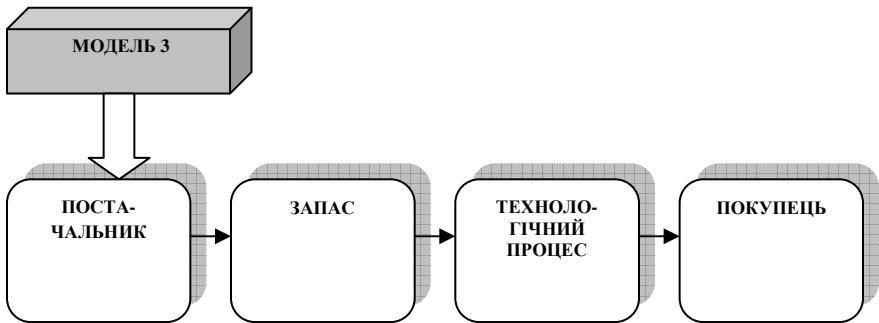 МОДЕЛЬ 3
ПОСТА-
ЧАЛЬНИК
ЗАПАС
ТЕХНОЛО-
ГІЧНИЙ
ПРОЦЕС
ПОКУПЕЦЬ